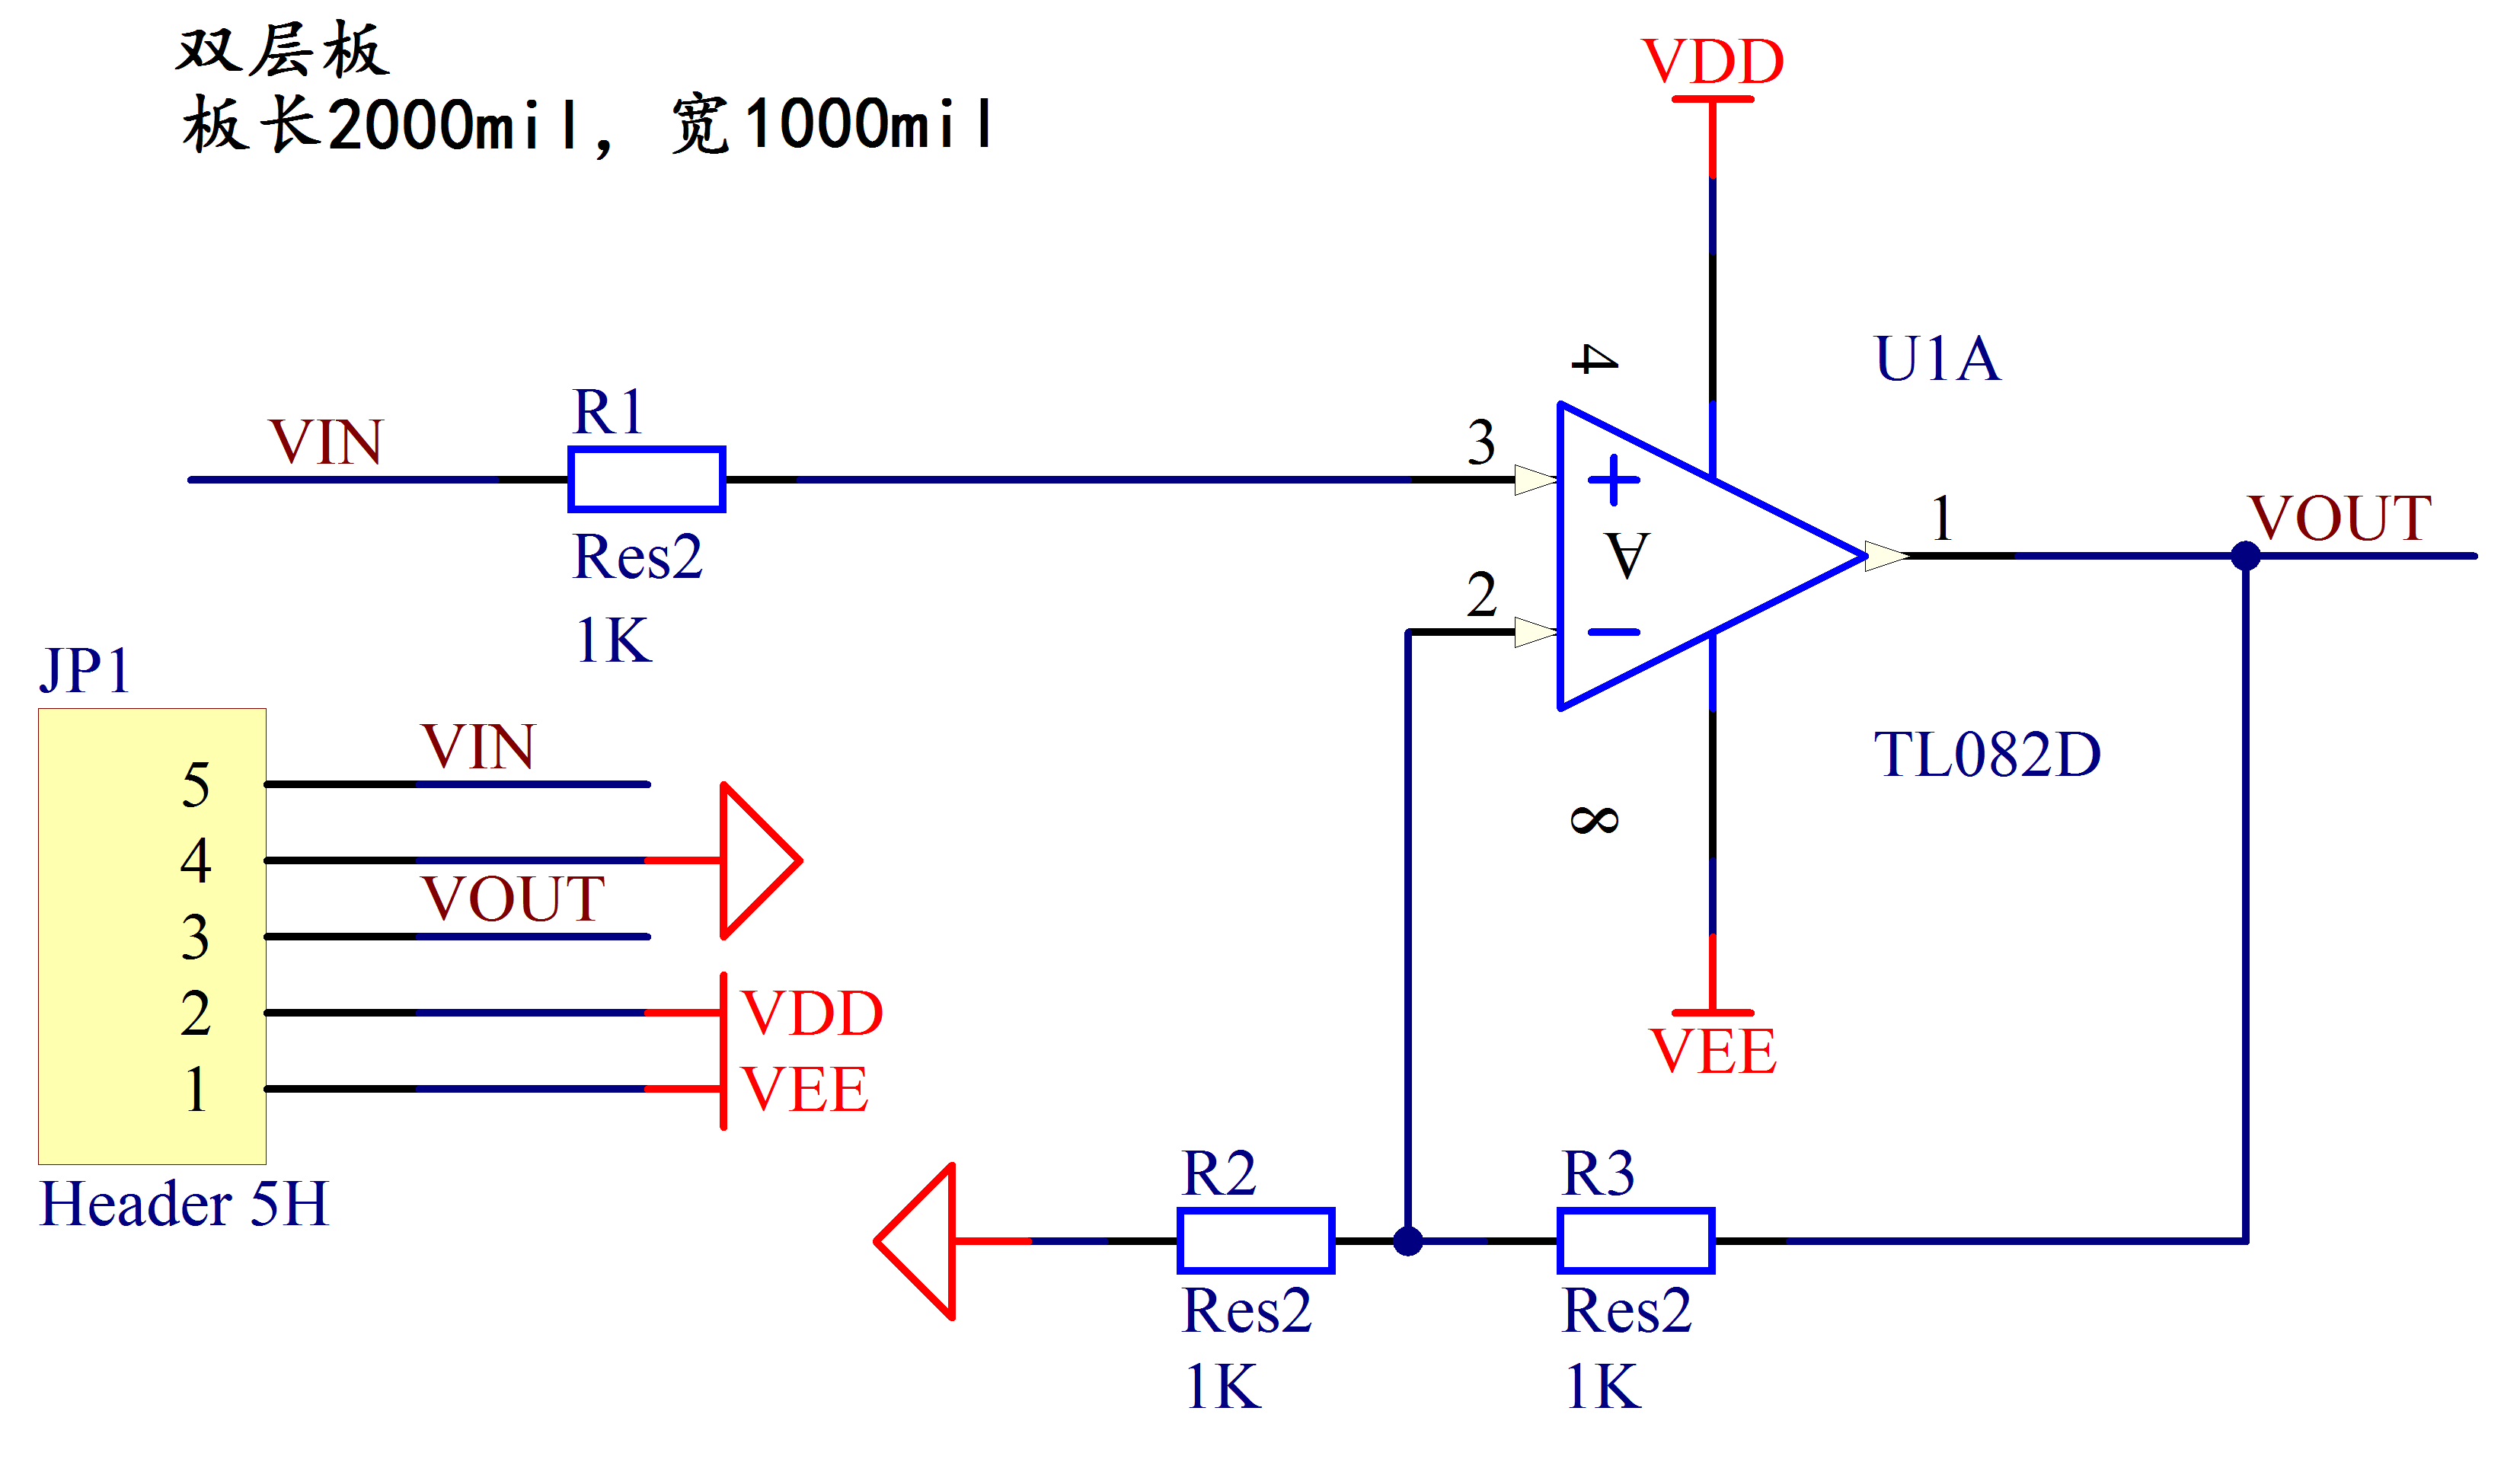 双层板
板长2000mil，宽1000mil
VDD
4
U1A
R1
VIN
3
+
A
1
VOUT
Res2
2
−
1K
JP1
VIN
TL082D
5
8
4
VOUT
3
VDD
2
VEE
VEE
1
R2
R3
Header 5H
Res2
Res2
1K
1K